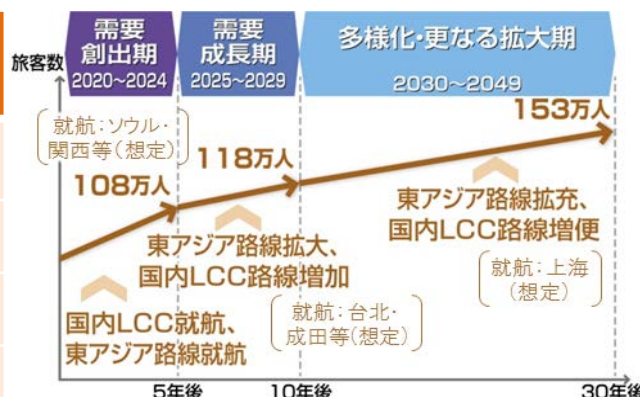 需要
創出期
2020～2024
需要
成長期
2025～2029
多様化・更なる拡大期
2030～2049
旅客数
就航：ソウル・
関西等（想定）
108万人
118万人
153万人
東アジア路線拡大、
国内LCC路線増加
東アジア路線拡充、
国内LCC路線増便
国内LCC就航、
東アジア路線就航
就航：台北・
成田等（想定）
就航：上海
（想定）
5年後
10年後
30年後